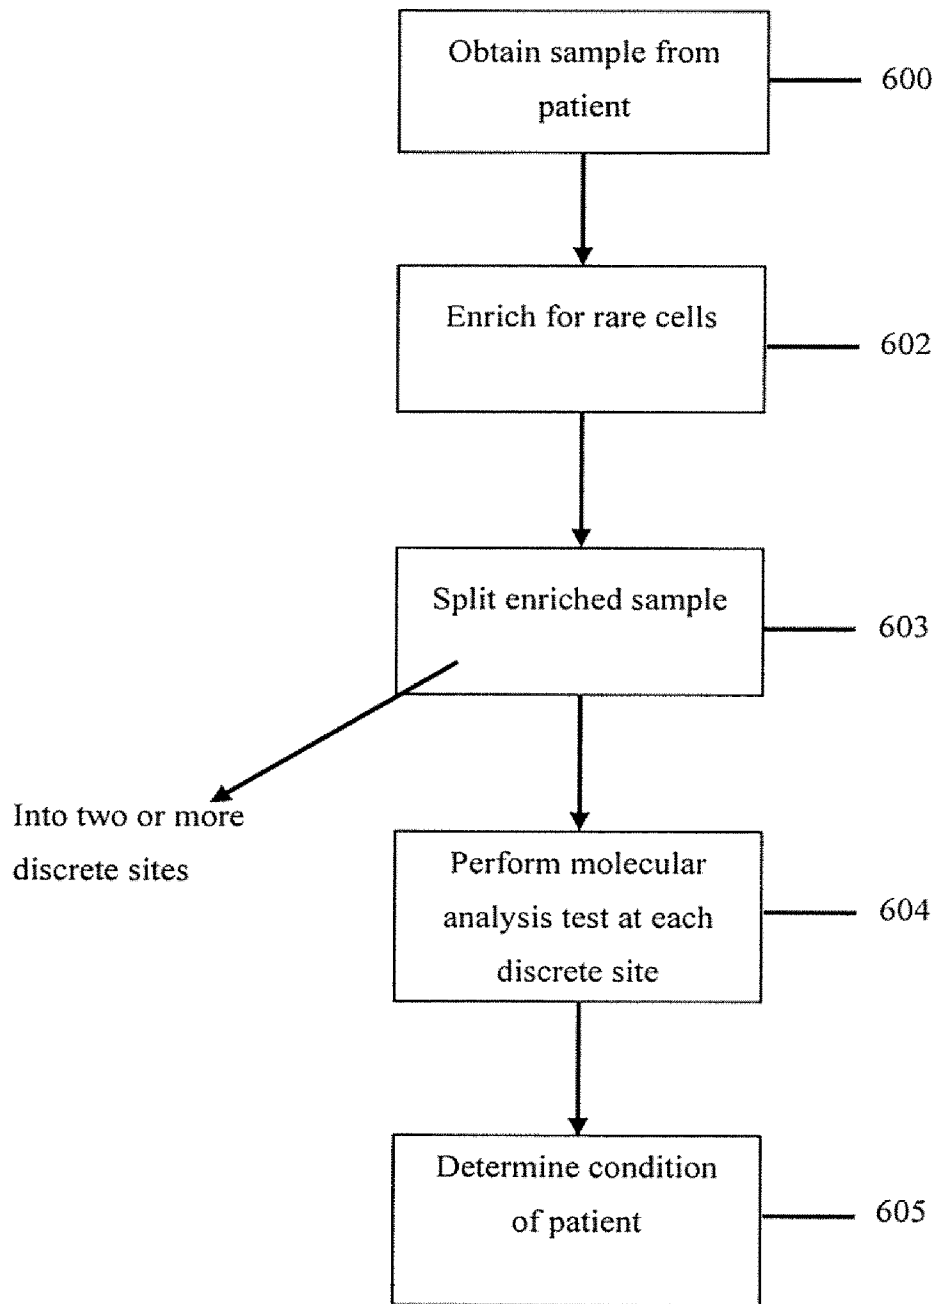 Obtain sample from
patient
600
Enrich for rare cells
602
Split enriched sample
603
Into two or more
discrete sites
Perform molecular
analysis test at each
discrete site
604
Determine condition
of patient
605